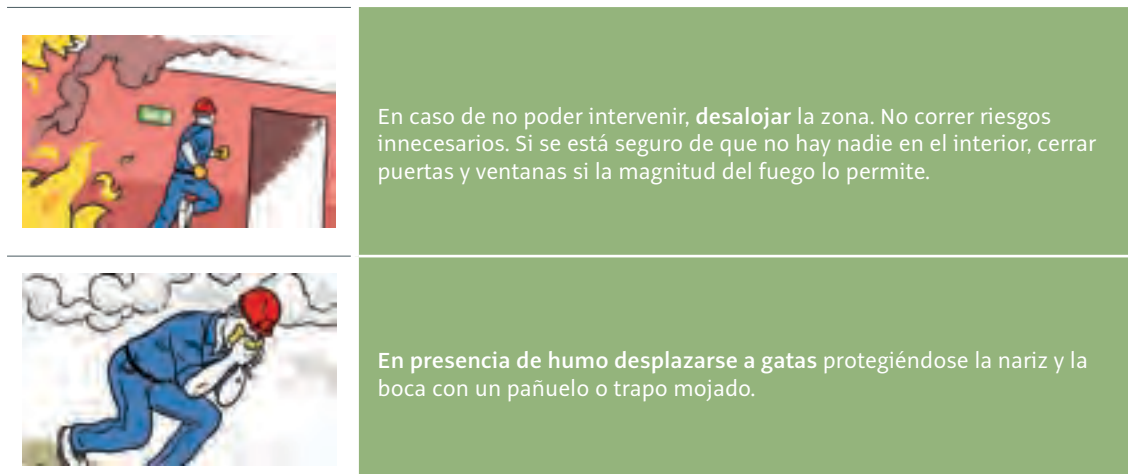 En caso de no poder intervenir, desalojar la zona. No correr riesgos
innecesarios. Si se está seguro de que no hay nadie en el interior, cerrar
puertas y ventanas si la magnitud del fuego lo permite.
En presencia de humo desplazarse a gatas protegiéndose la nariz y la
boca con un pañuelo o trapo mojado.